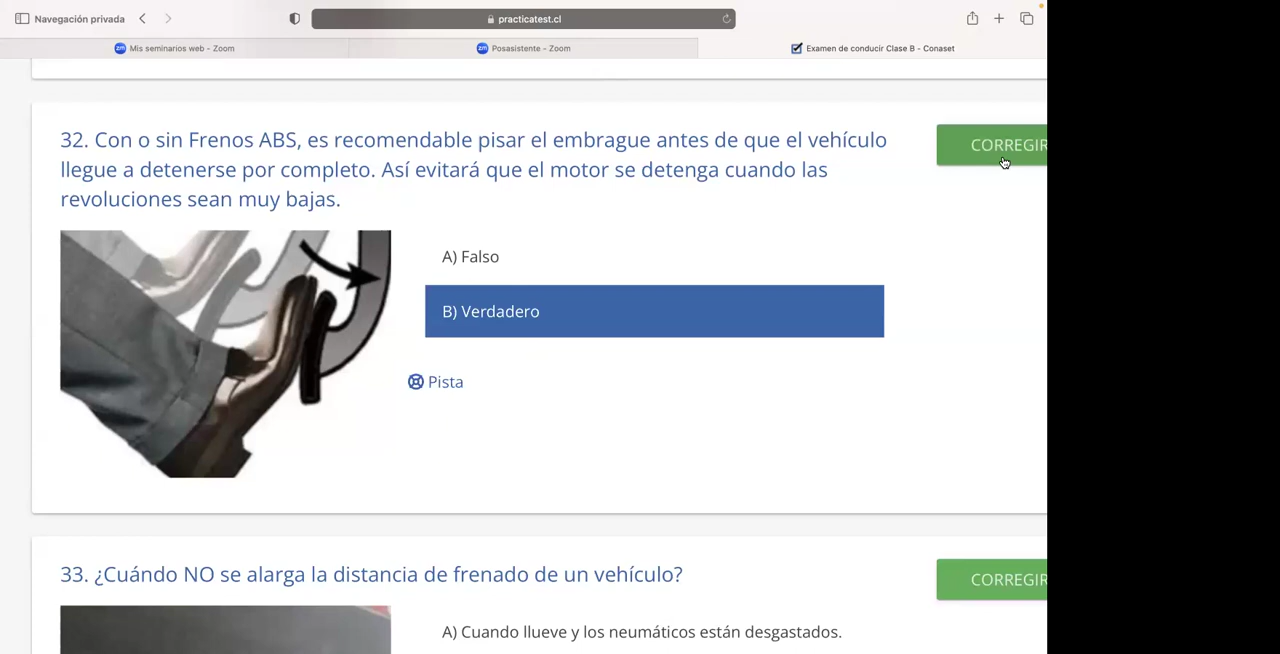 Navegación privada
practicatest.cl
Mis seminarios web - Zoom
Posasistente - Zoom
Examen de conducir Clase B - Conaset
32. Con o sin Frenos ABS, es recomendable pisar el embrague antes de que el vehículo
llegue a detenerse por completo. Así evitará que el motor se detenga cuando las
revoluciones sean muy bajas.
CORREGIR
A) Falso
B) Verdadero
Pista
33. ¿Cuándo NO se alarga la distancia de frenado de un vehículo?
CORREGIR
A) Cuando llueve y los neumáticos están desgastados.